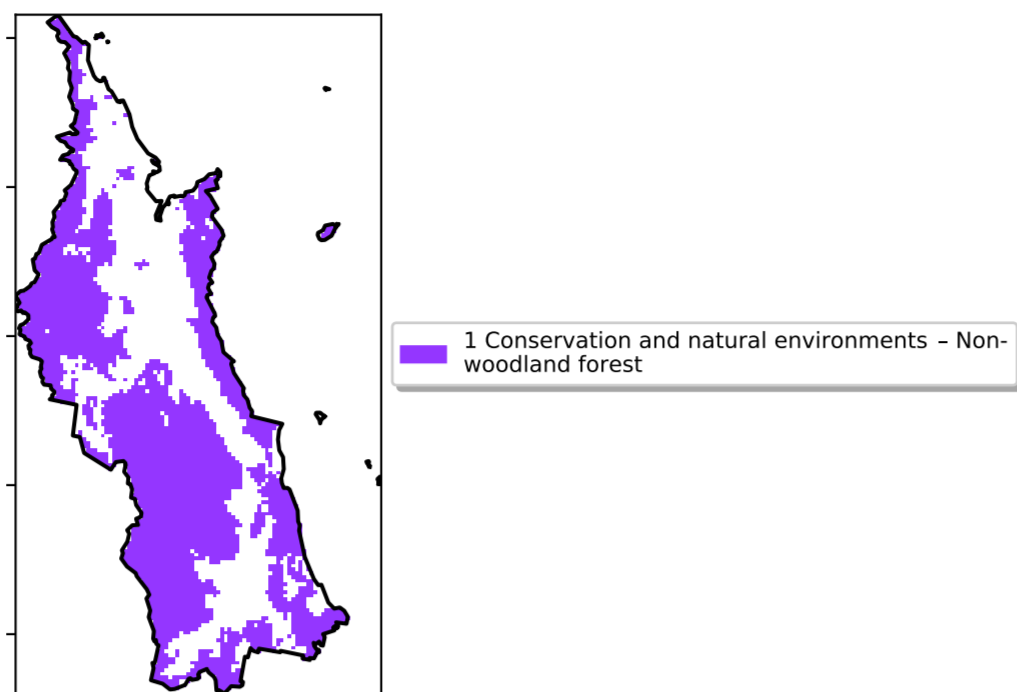 1 Conservation and natural environments – Non-
woodland forest